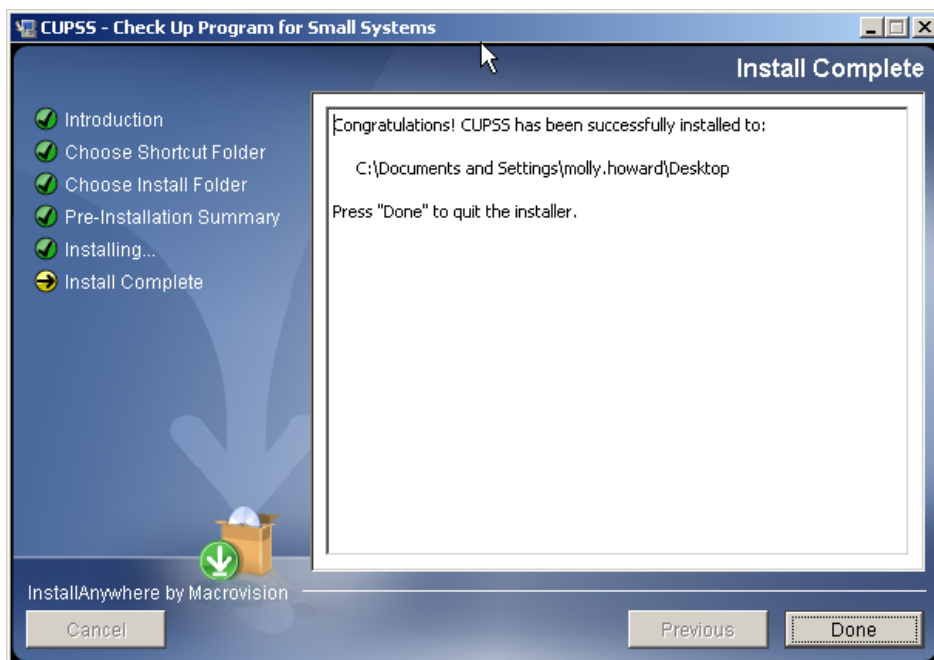 CUPSS - Check Up Program for Small Systems
Install Complete
Introduction
Choose Shortcut Folder
Choose Install Folder
Pre-Installation Summary
Installing...
Install Complete
Congratulations! CUPSS has been successfully installed to:
C:\Documents and Settings\molly.howard\Desktop
Press "Done" to quit the installer.
InstallAnywhere by Macrovision
Cancel
Previous
Done